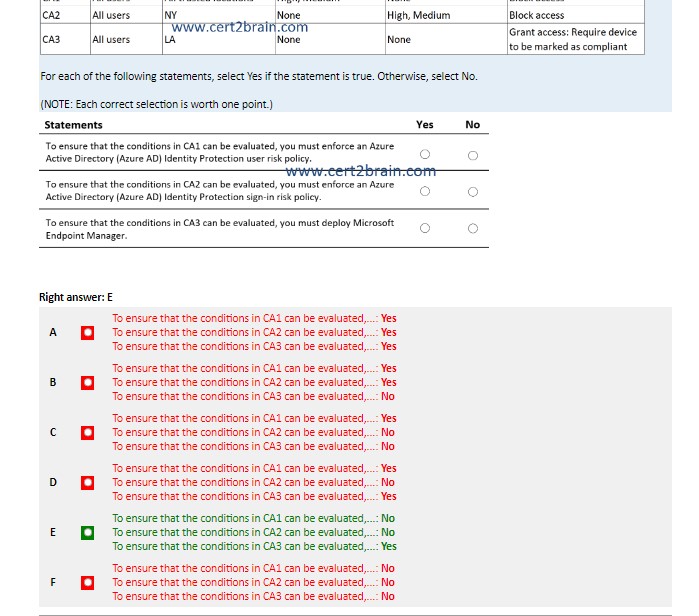 CA2 All users NY None High, Medium Block access
www.cert2brain.com
CA3 All users LA None None Grant access: Require device
to be marked as compliant
For each of the following statements, select Yes if the statement is true. Otherwise, select No.
(NOTE: Each correct selection is worth one point.)
Statements Yes No
To ensure that the conditions in CA1 can be evaluated, you must enforce an Azure
Active Directory (Azure AD) Identity Protection user risk policy.
www.cert2brain.com
To ensure that the conditions in CA2 can be evaluated, you must enforce an Azure
Active Directory (Azure AD) Identity Protection sign-in risk policy.
To ensure that the conditions in CA3 can be evaluated, you must deploy Microsoft
Endpoint Manager.
Right answer: E
To ensure that the conditions in CA1 can be evaluated,...: Yes
A To ensure that the conditions in CA2 can be evaluated,...: Yes
To ensure that the conditions in CA3 can be evaluated,...: Yes
To ensure that the conditions in CA1 can be evaluated,...: Yes
B To ensure that the conditions in CA2 can be evaluated,...: Yes
To ensure that the conditions in CA3 can be evaluated,...: No
To ensure that the conditions in CA1 can be evaluated,...: Yes
C To ensure that the conditions in CA2 can be evaluated,...: No
To ensure that the conditions in CA3 can be evaluated,...: No
To ensure that the conditions in CA1 can be evaluated,...: Yes
D To ensure that the conditions in CA2 can be evaluated,...: No
To ensure that the conditions in CA3 can be evaluated,...: Yes
To ensure that the conditions in CA1 can be evaluated,...: No
E To ensure that the conditions in CA2 can be evaluated,...: No
To ensure that the conditions in CA3 can be evaluated,...: Yes
To ensure that the conditions in CA1 can be evaluated,...: No
F To ensure that the conditions in CA2 can be evaluated,...: No
To ensure that the conditions in CA3 can be evaluated,...: No